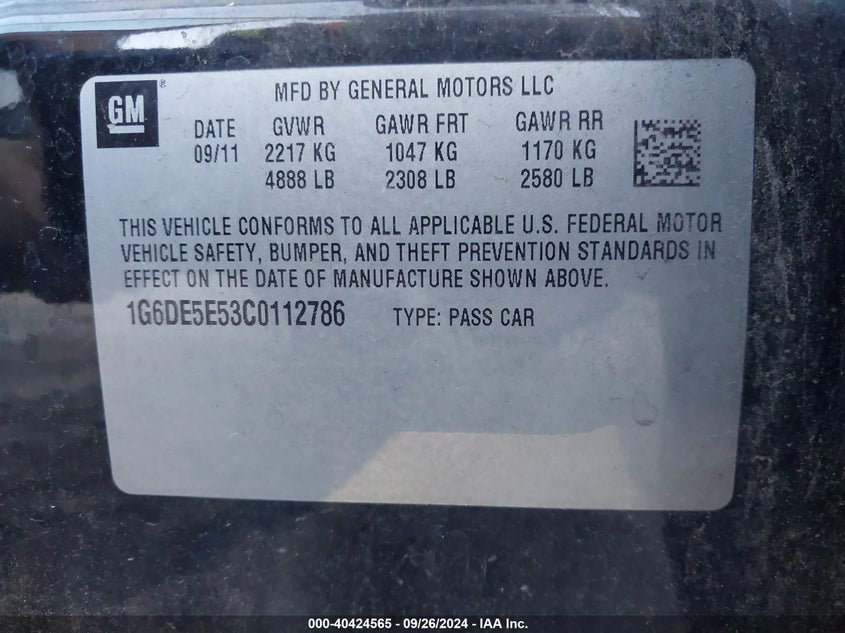 GM
MFD BY GENERAL MOTORS LLC
DATE GVWR GAWR FRT GAWR RR
09/11 2217 KG 1047 KG 1170 KG
4888 LB 2308 LB 2580 LB
THIS VEHICLE CONFORMS TO ALL APPLICABLE U.S. FEDERAL MOTOR
VEHICLE SAFETY, BUMPER, AND THEFT PREVENTION STANDARDS IN
EFFECT ON THE DATE OF MANUFACTURE SHOWN ABOVE.
1G6DE5E53C0112786 TYPE: PASS CAR
000-40424565 - 09/26/2024 - IAA Inc.